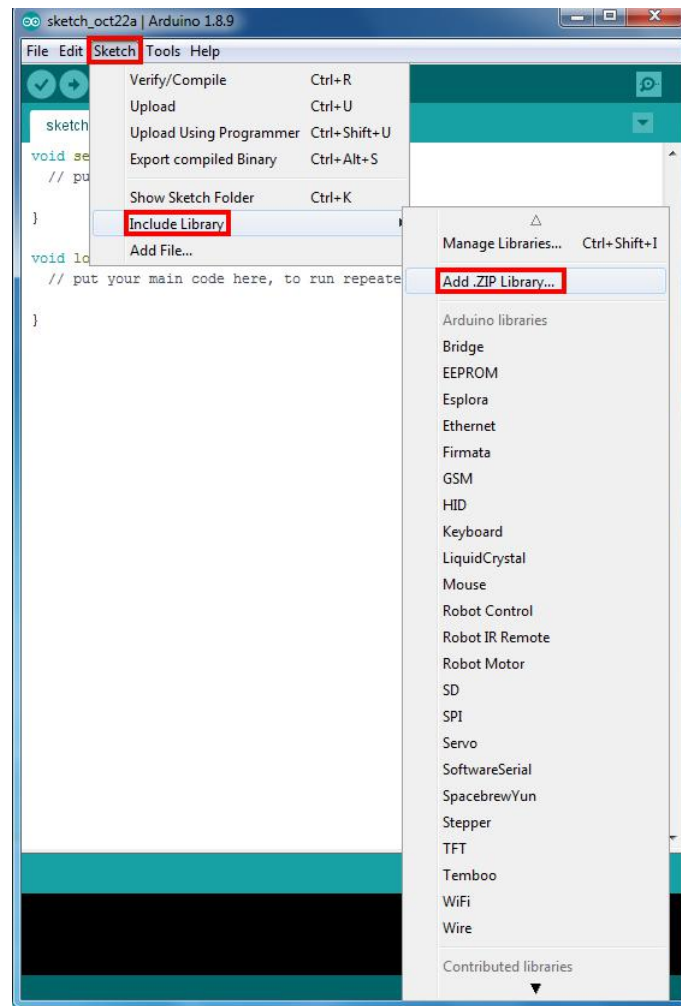 sketch_oct22a | Arduino 1.8.9
File Edit Sketch Tools Help
Verify/Compile Ctrl+R
Upload Ctrl+U
sketch
Upload Using Programmer Ctrl+Shift+U
void se
Export compiled Binary Ctrl+Alt+S
// pu
Show Sketch Folder Ctrl+K
}
Include Library
Add File...
void lo
// put your main code here, to run repeate
}
Manage Libraries... Ctrl+Shift+I
Add .ZIP Library...
Arduino libraries
Bridge
EEPROM
Esplora
Ethernet
Firmata
GSM
HID
Keyboard
LiquidCrystal
Mouse
Robot Control
Robot IR Remote
Robot Motor
SD
SPI
Servo
SoftwareSerial
SpacebrewYun
Stepper
TFT
Temboo
WiFi
Wire
Contributed libraries